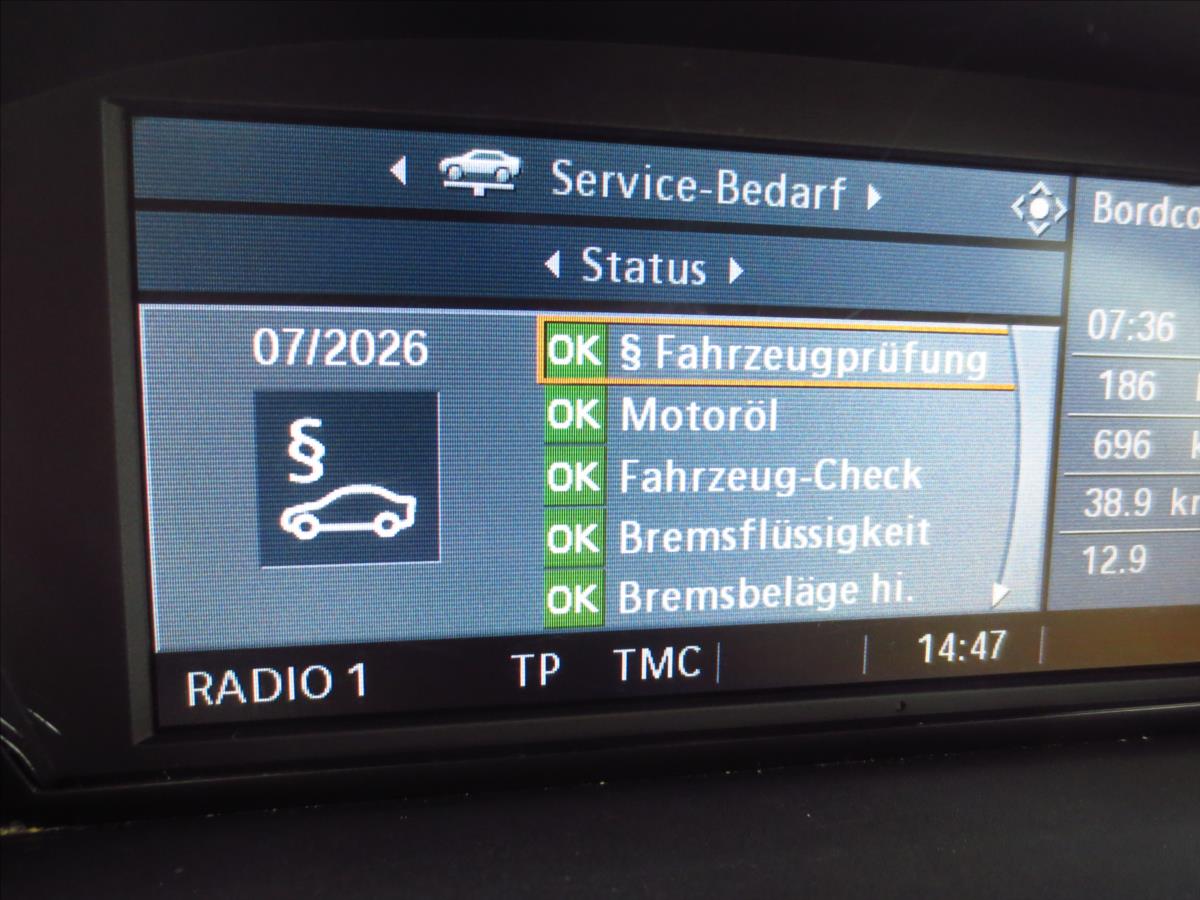 Service-Bedarf
Status
07/2026
§
OK § Fahrzeugprüfung
OK Motoröl
OK Fahrzeug-Check
OK Bremsflüssigkeit
OK Bremsbeläge hi.
RADIO 1 TP TMC 14:47
07:36
186
696
38.9
12.9